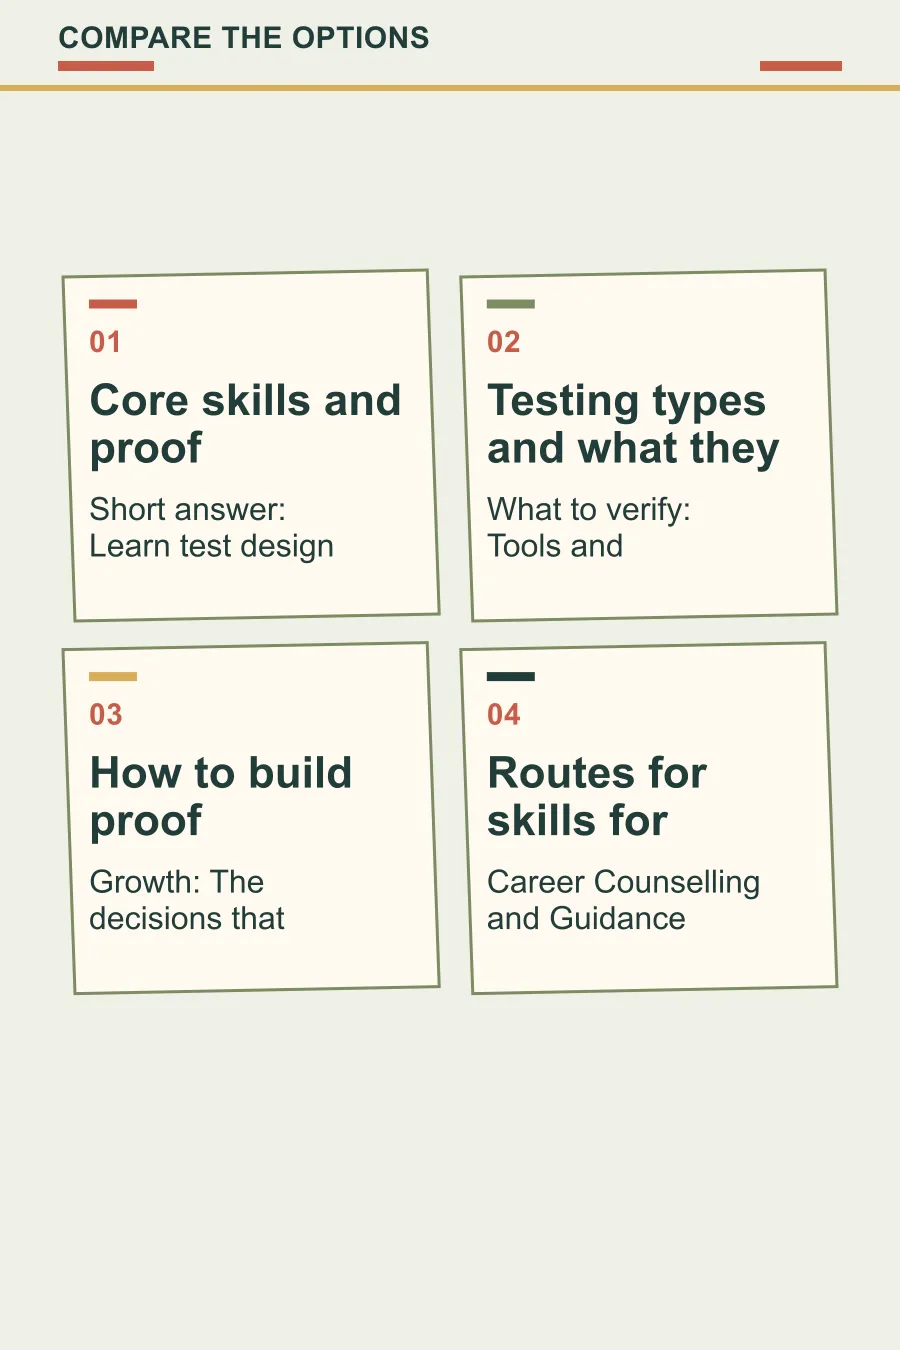 COMPARE THE OPTIONS
01
Core skills and
proof
Short answer:
Learn test design
02
Testing types
and what they
What to verify:
Tools and
03
How to build
proof
Growth: The
decisions that
04
Routes for
skills for
Career Counselling
and Guidance